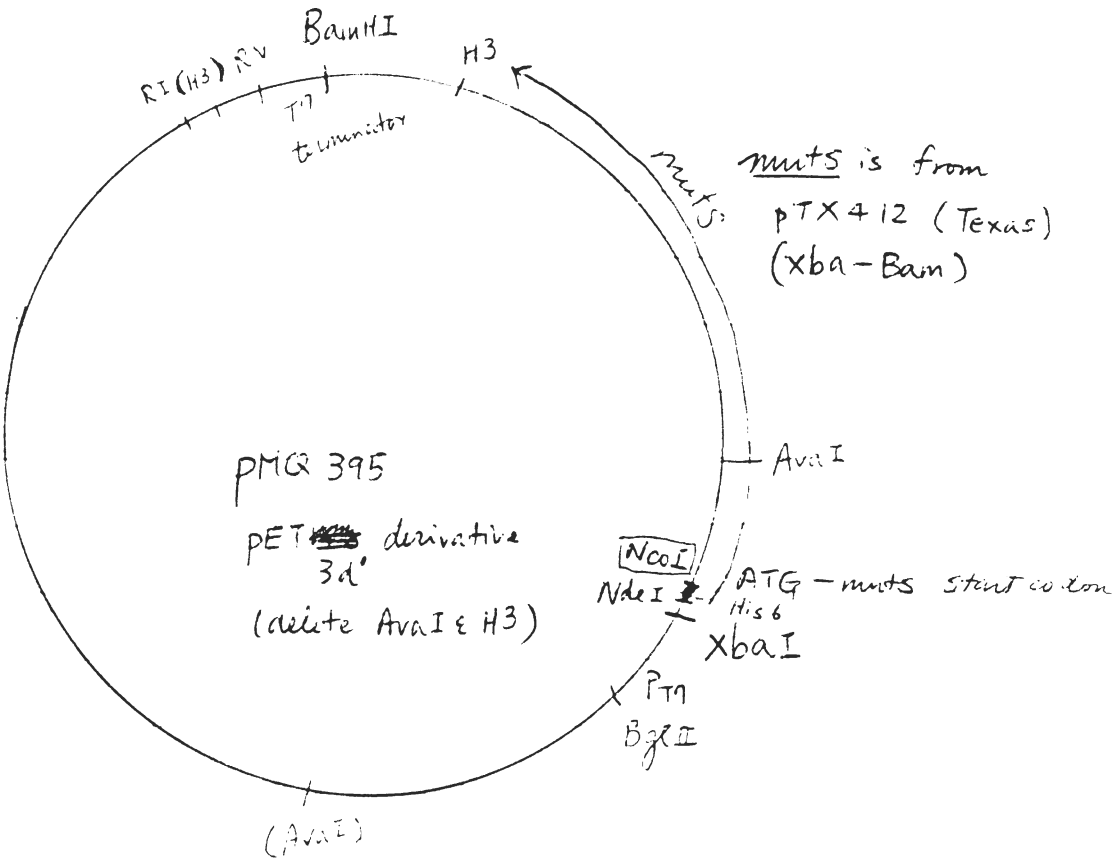 BamHI
H3
RI (H3) RV
T7
terminator
mutS
mutS is from
pTX412 (Texas)
(Xba-Bam)
AvaI
pMQ 395
pET derivative
3d
(delete AvaI & H3)
NcoI
NdeI
ATG - mutS start codon
His 6
XbaI
PT7
BglII
(AvaI)